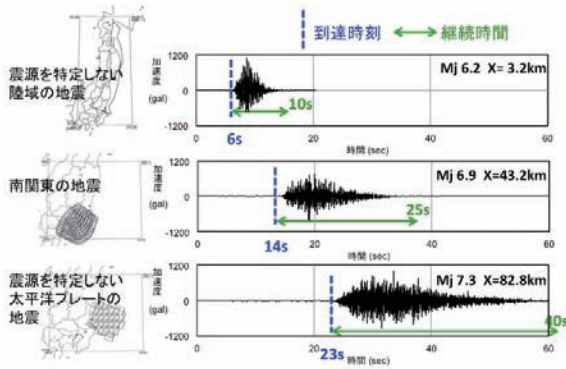 到達時刻 継続時間
震源を特定しない
陸域の地震
加速度
(gal)
1200
0
-1200
Mj 6.2 X= 3.2km
10s
6s
0 20 40 60
時間 (sec)
南関東の地震
加速度
(gal)
1200
0
-1200
Mj 6.9 X=43.2km
25s
14s
0 20 40 60
時間 (sec)
震源を特定しない
太平洋プレートの
地震
加速度
(gal)
1200
0
-1200
Mj 7.3 X=82.8km
40s
23s
0 20 40 60
時間 (sec)